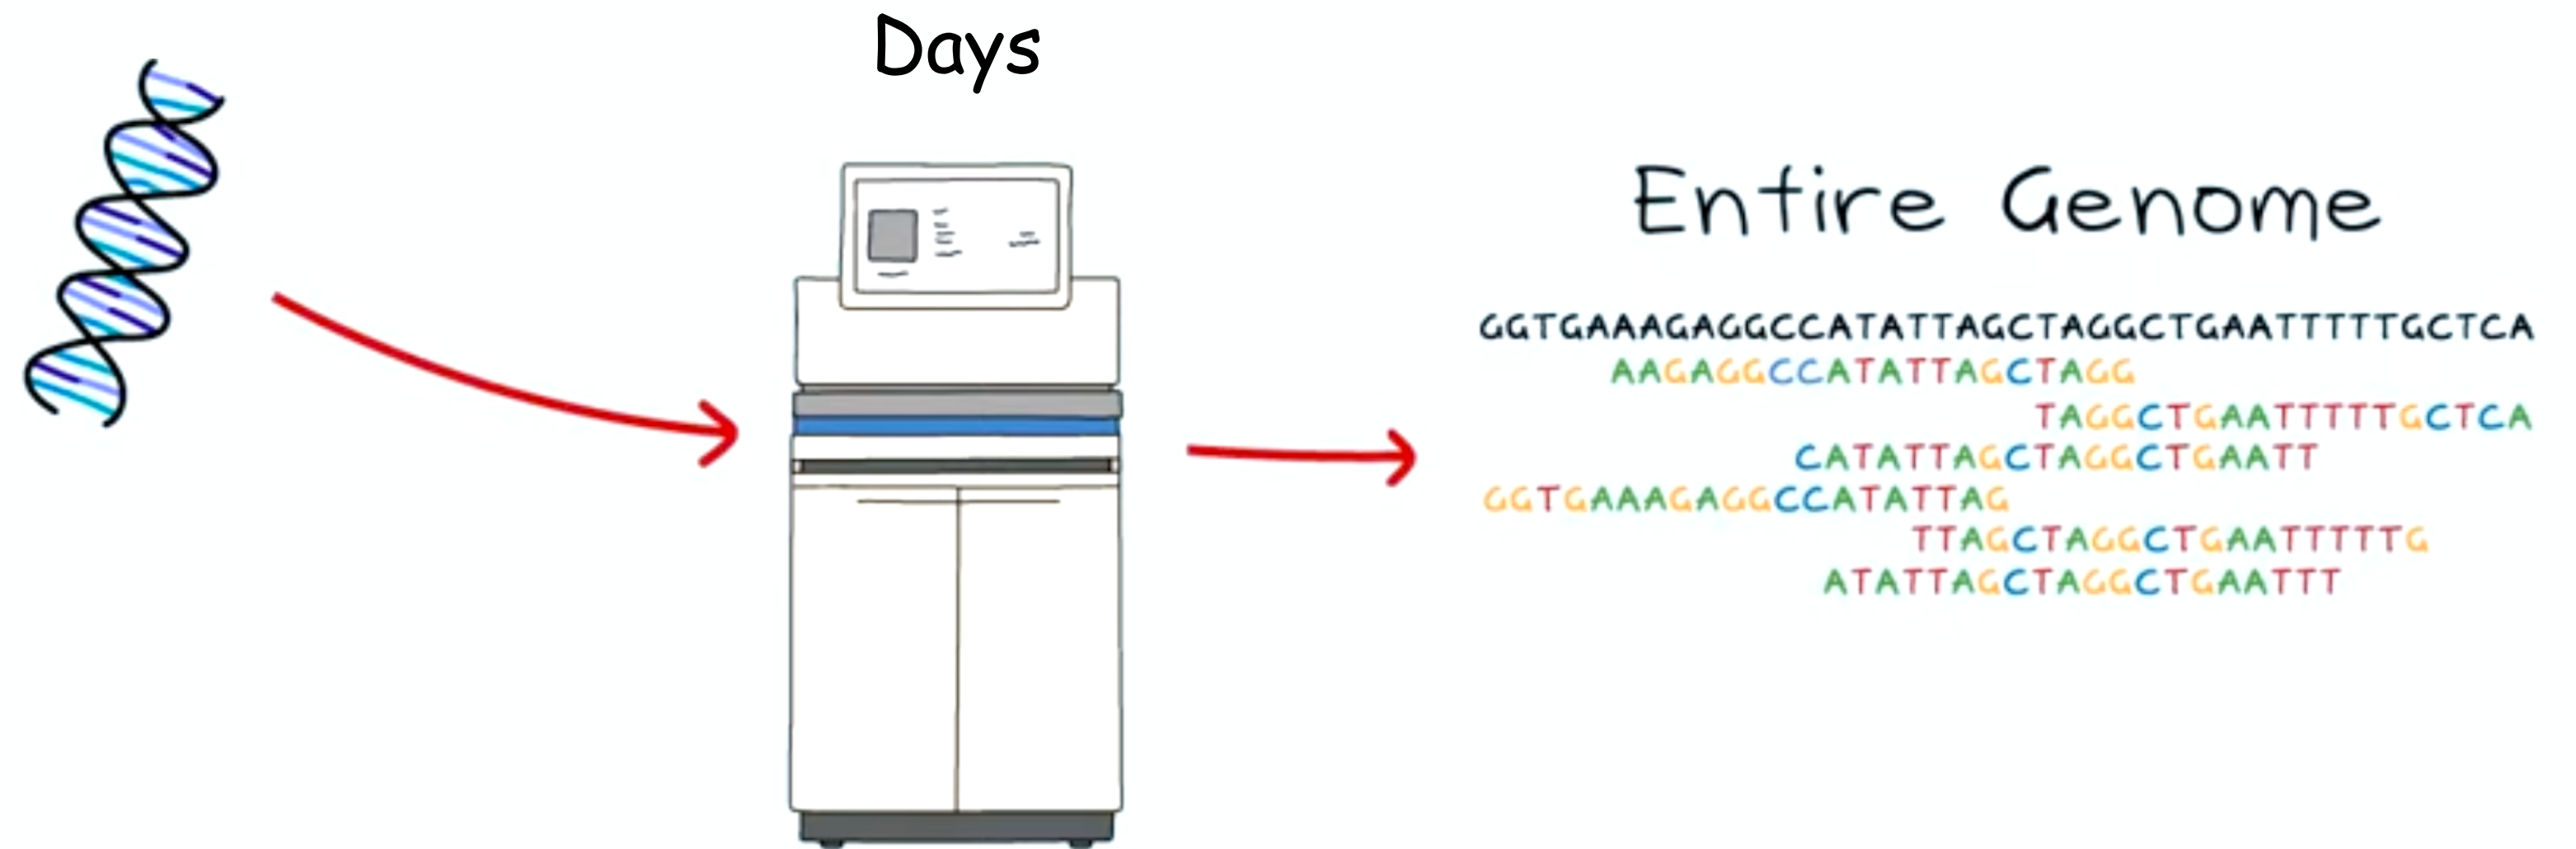 Days
Entire Genome
GGTGAAAGAGGCCATATTAGCTAGGCTGAATTTTTGCTCA
AAGAGGCCATATTAGCTAGG
TAGGCTGAATTTTTGCTCA
CATATTAGCTAGGCTGAATT
GGTGAAAGAGGCCATATTAG
TTAGCTAGGCTGAATTTTTG
ATATTAGCTAGGCTGAATTT